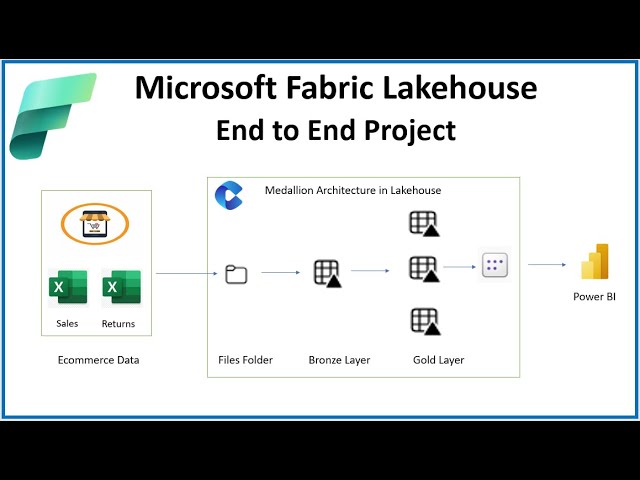 Microsoft Fabric Lakehouse
End to End Project
Medallion Architecture in Lakehouse
X
X
Sales
Returns
Ecommerce Data
Files Folder
Bronze Layer
Gold Layer
Power BI